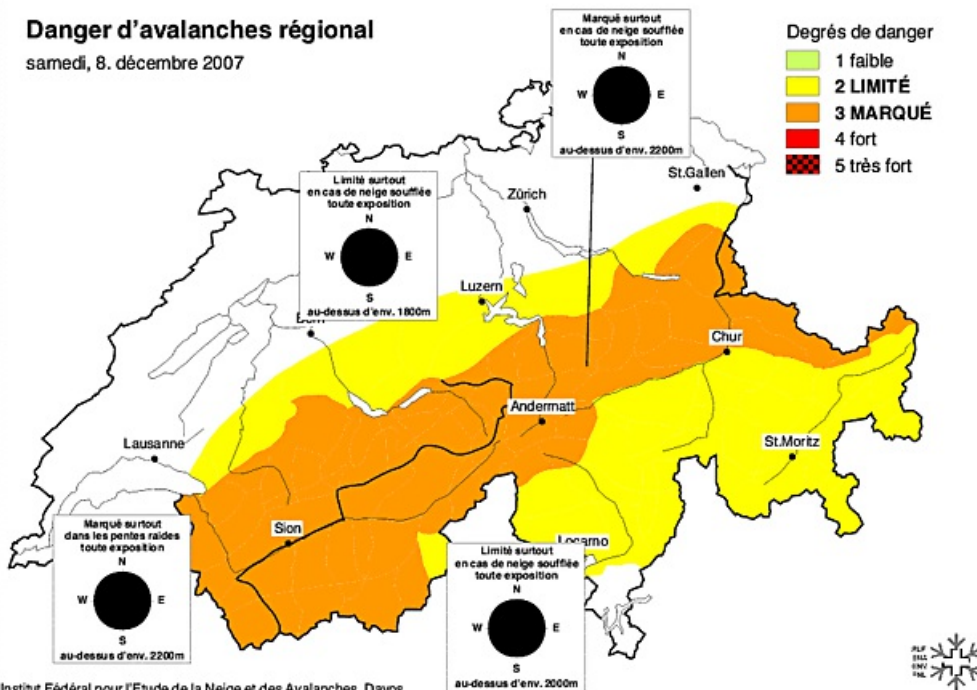 Danger d'avalanches régional
samedi, 8. décembre 2007
Marqué surtout
en cas de neige soufflée
toute exposition
N
W E
S
au-dessus d'env. 2200m
Degrés de danger
1 faible
2 LIMITÉ
3 MARQUÉ
4 fort
5 très fort
St.Gallen
Zürich
Limité surtout
en cas de neige soufflée
toute exposition
N
W E
S
au-dessus d'env. 1800m
Luzern
Chur
Andermatt
Lausanne
St.Moritz
Sion
Locarno
Marqué surtout
dans les pentes raides
toute exposition
N
W E
S
au-dessus d'env. 2200m
Limité surtout
en cas de neige soufflée
toute exposition
N
W E
S
au-dessus d'env. 2000m
Institut Fédéral pour l'Etude de la Neige et des Avalanches, Davos